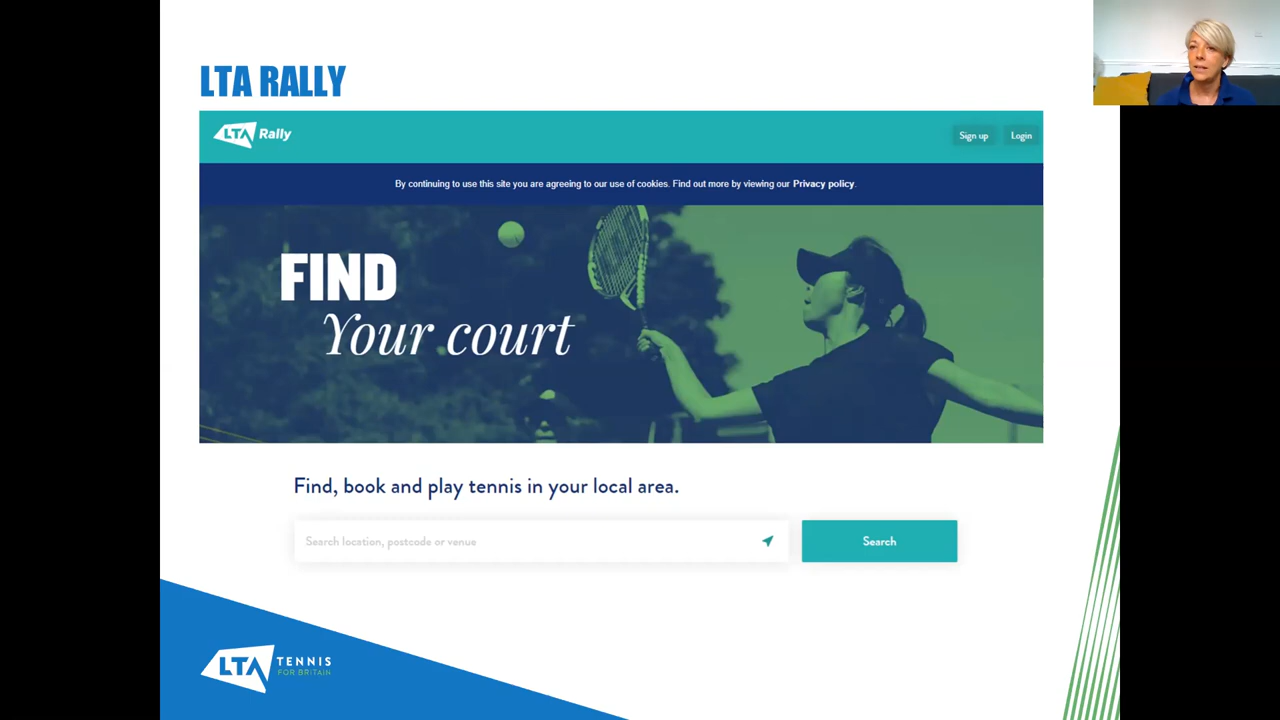 LTA RALLY
LTA Rally
Sign up
Login
By continuing to use this site you are agreeing to our use of cookies. Find out more by viewing our Privacy policy.
FIND
Your court
Find, book and play tennis in your local area.
Search location, postcode or venue
Search
LTA TENNIS
FOR BRITAIN